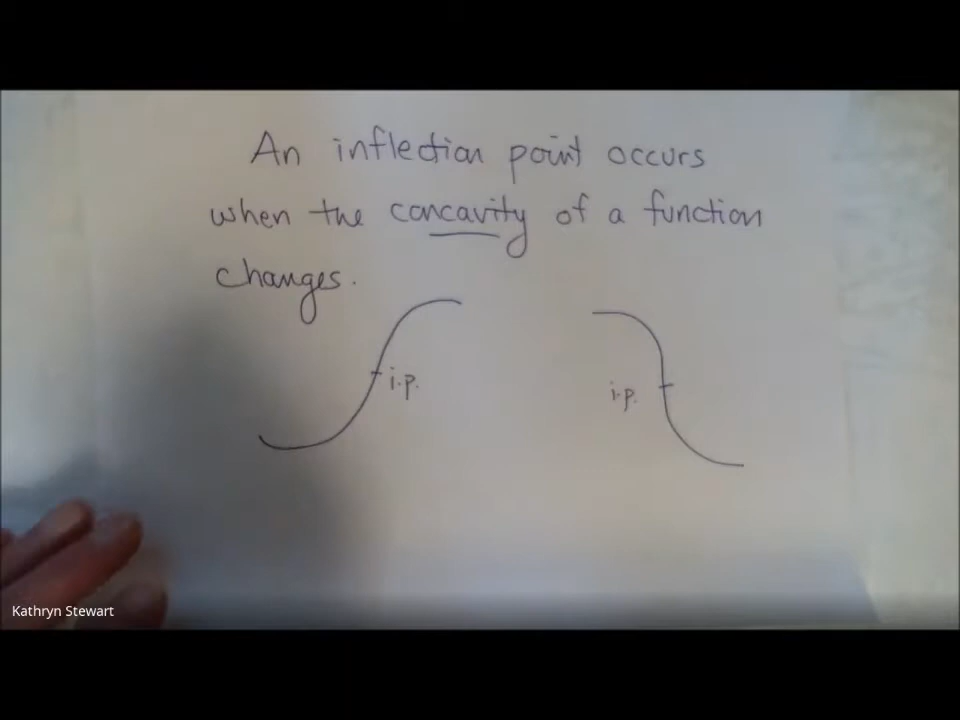 An inflection point occurs
when the concavity of a function
changes.
i.p.
i.p.
Kathryn Stewart